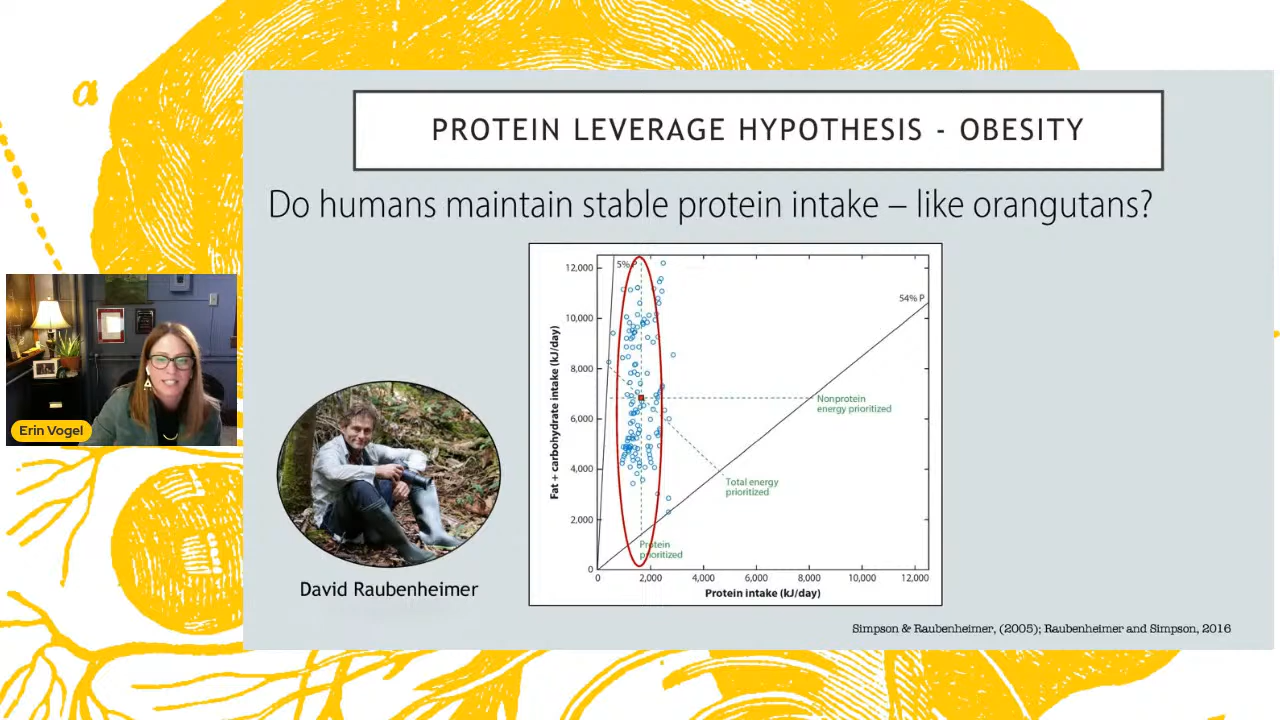 a
PROTEIN LEVERAGE HYPOTHESIS - OBESITY
Do humans maintain stable protein intake – like orangutans?
Erin Vogel
David Raubenheimer
Fat + carbohydrate intake (kJ/day)
12,000
10,000
8,000
6,000
4,000
2,000
0
5%
54% P
Nonprotein
energy prioritized
Total energy
prioritized
Protein
prioritized
0 2,000 4,000 6,000 8,000 10,000 12,000
Protein intake (kJ/day)
Simpson & Raubenheimer, (2005); Raubenheimer and Simpson, 2016